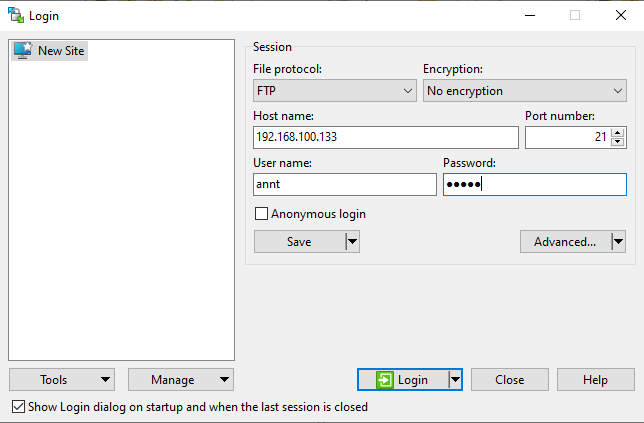 Login
New Site
Session
File protocol:
Encryption:
FTP
No encryption
Host name:
Port number:
192.168.100.133
21
User name:
Password:
annt
●●●●●
Anonymous login
Save
Advanced...
Tools
Manage
Login
Close
Help
Show Login dialog on startup and when the last session is closed